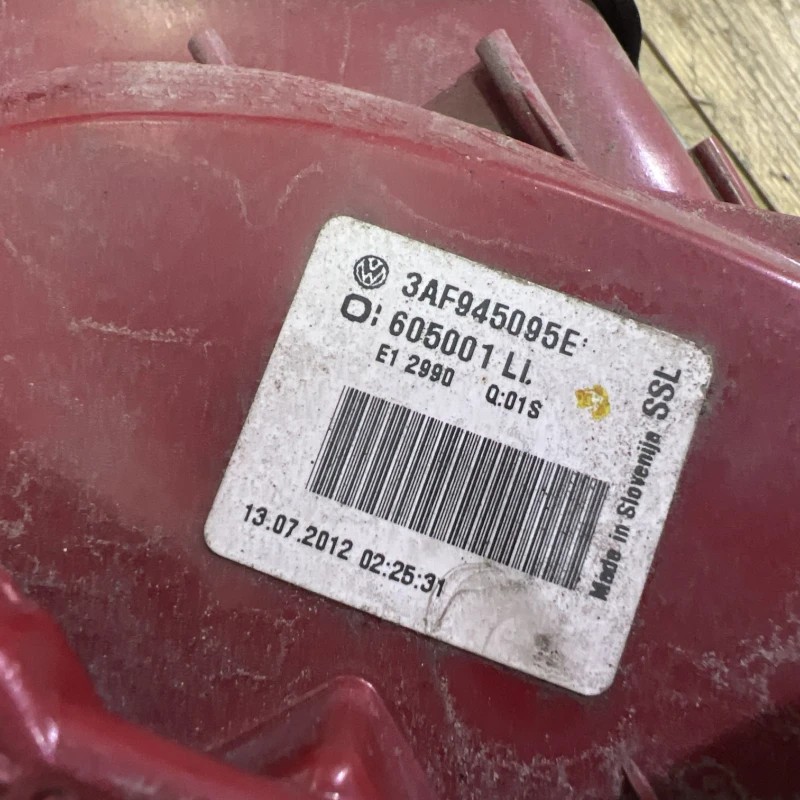 3AF945095E
O: 605001 LI.
E1 2990 Q:01S
13.07.2012 02:25:31
Made in Slovenija SSL